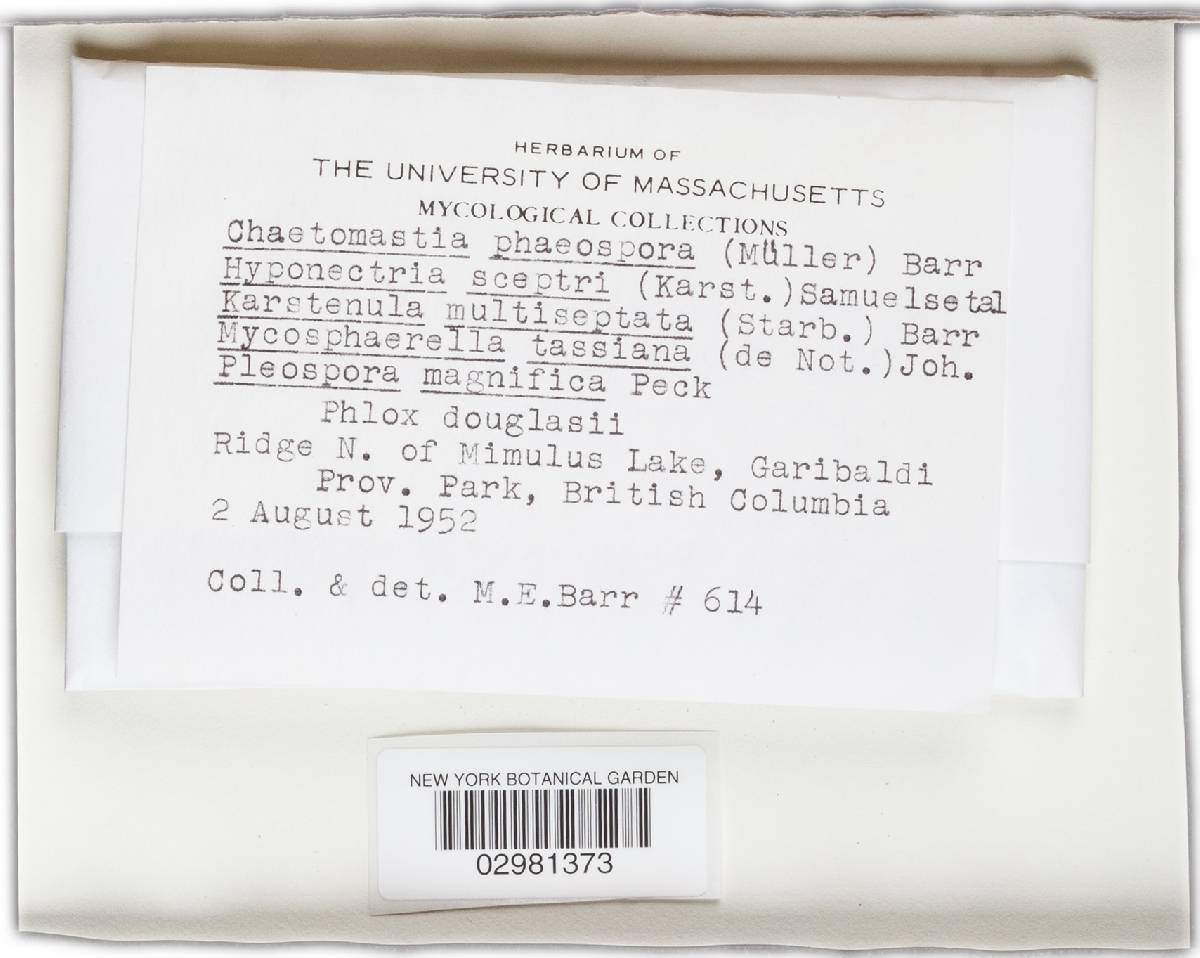 HERBARIUM OF
THE UNIVERSITY OF MASSACHUSETTS
MYCOLOGICAL COLLECTIONS
Chaetomastia phaeospora (Müller) Barr
Hyponectria sceptri (Karst.)Samuelsetal
Karstenula multiseptata (Starb.) Barr
Mycosphaerella tassiana (de Not.)Joh.
Pleospora magnifica Peck
Phlox douglasii
Ridge N. of Mimulus Lake, Garibaldi
Prov. Park, British Columbia
2 August 1952
Coll. & det. M.E.Barr # 614
NEW YORK BOTANICAL GARDEN
02981373